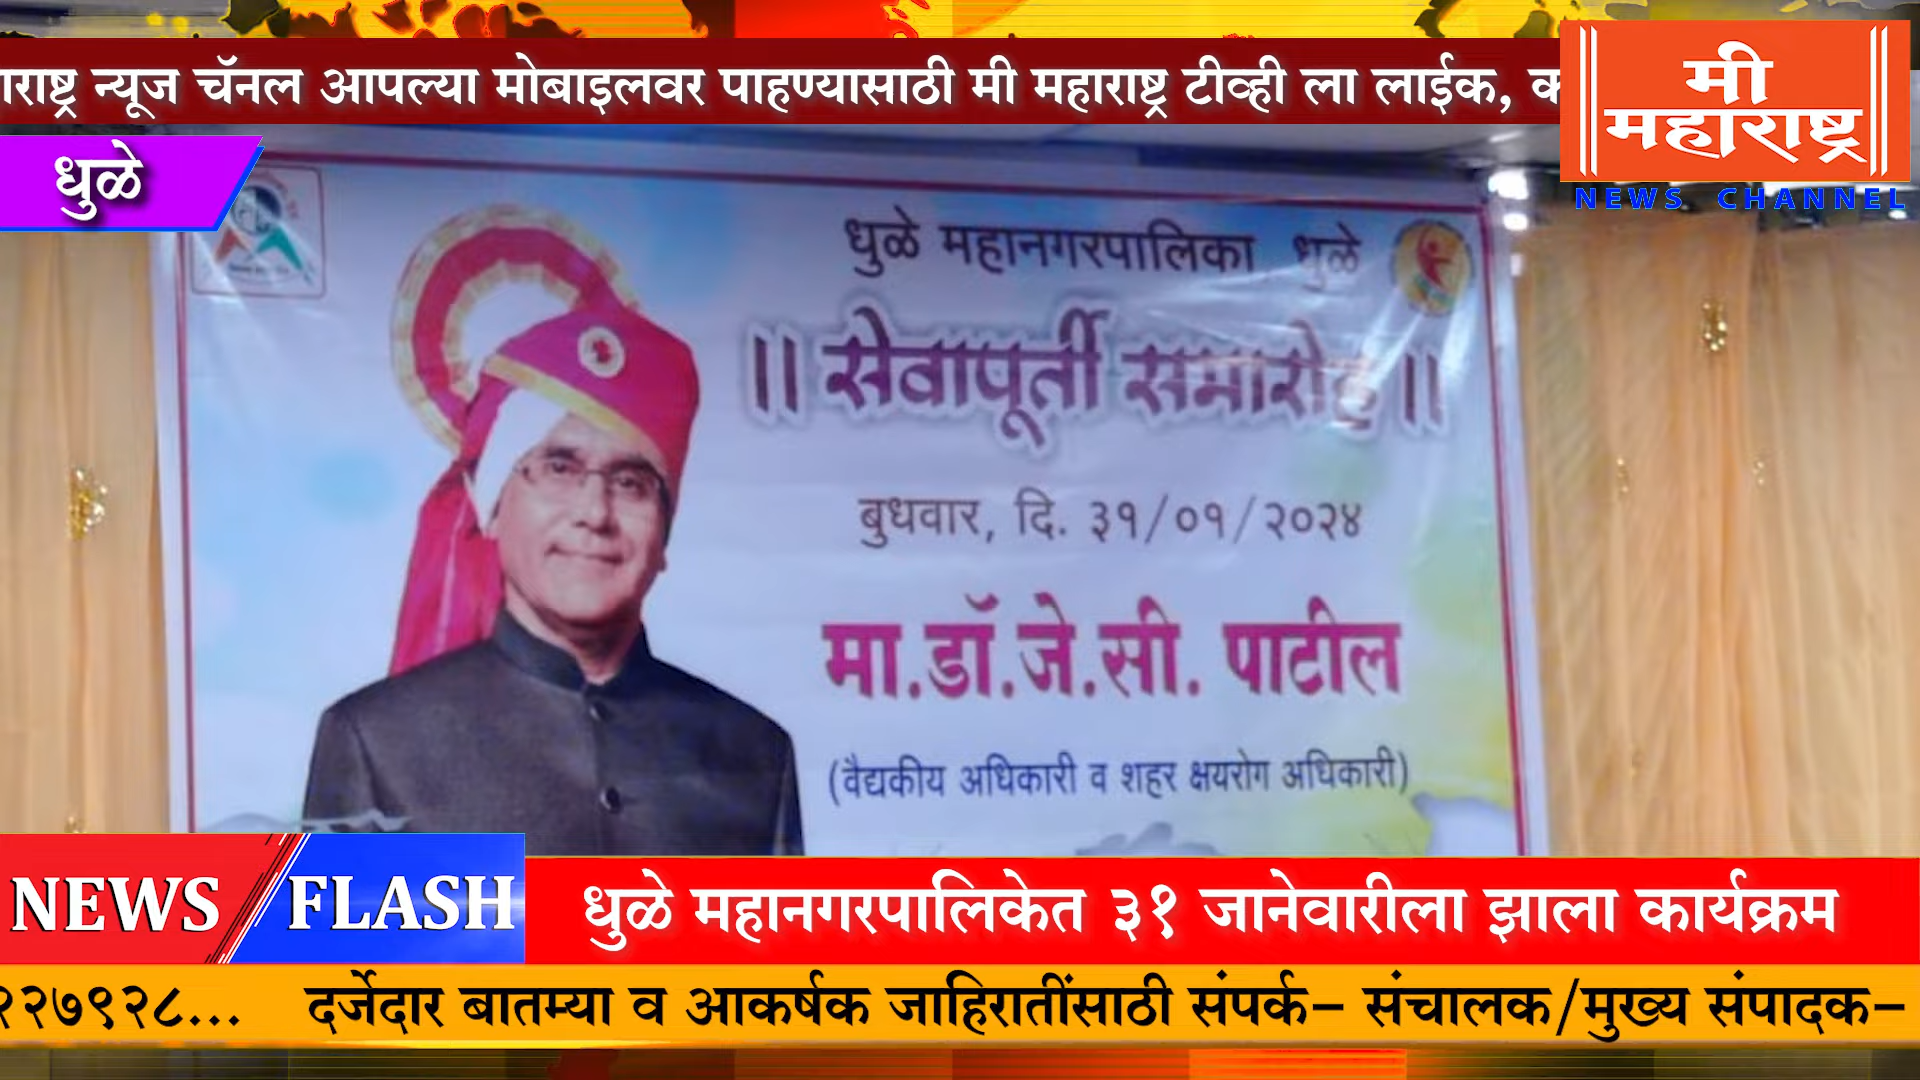 राष्ट्र न्यूज चॅनल आपल्या मोबाइलवर पाहण्यासाठी मी महाराष्ट्र टीव्ही ला लाईक,
मी
महाराष्ट्र
NEWS CHANNEL
धुळे
धुळे महानगरपालिका धुळे
|| सेवापूर्ती समारोह ||
बुधवार, दि. ३१/०१/२०२४
मा.डॉ.जे.सी. पाटील
(वैद्यकीय अधिकारी व शहर क्षयरोग अधिकारी)
NEWS FLASH
धुळे महानगरपालिकेत ३१ जानेवारीला झाला कार्यक्रम
२२७९२८... दर्जेदार बातम्या व आकर्षक जाहिरातींसाठी संपर्क– संचालक/मुख्य संपादक–